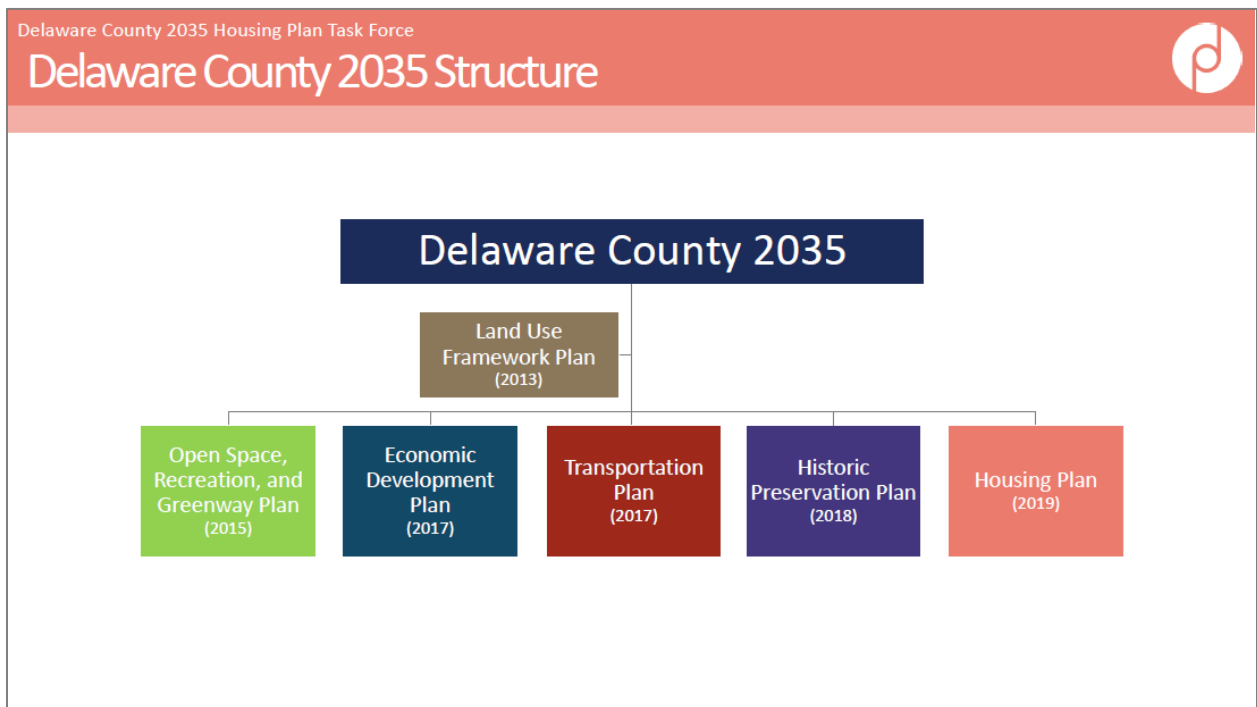 Delaware County 2035 Housing Plan Task Force
Delaware County 2035 Structure
Delaware County 2035
Land Use
Framework Plan
(2013)
Open Space,
Recreation, and
Greenway Plan
(2015)
Economic
Development
Plan
(2017)
Transportation
Plan
(2017)
Historic
Preservation Plan
(2018)
Housing Plan
(2019)